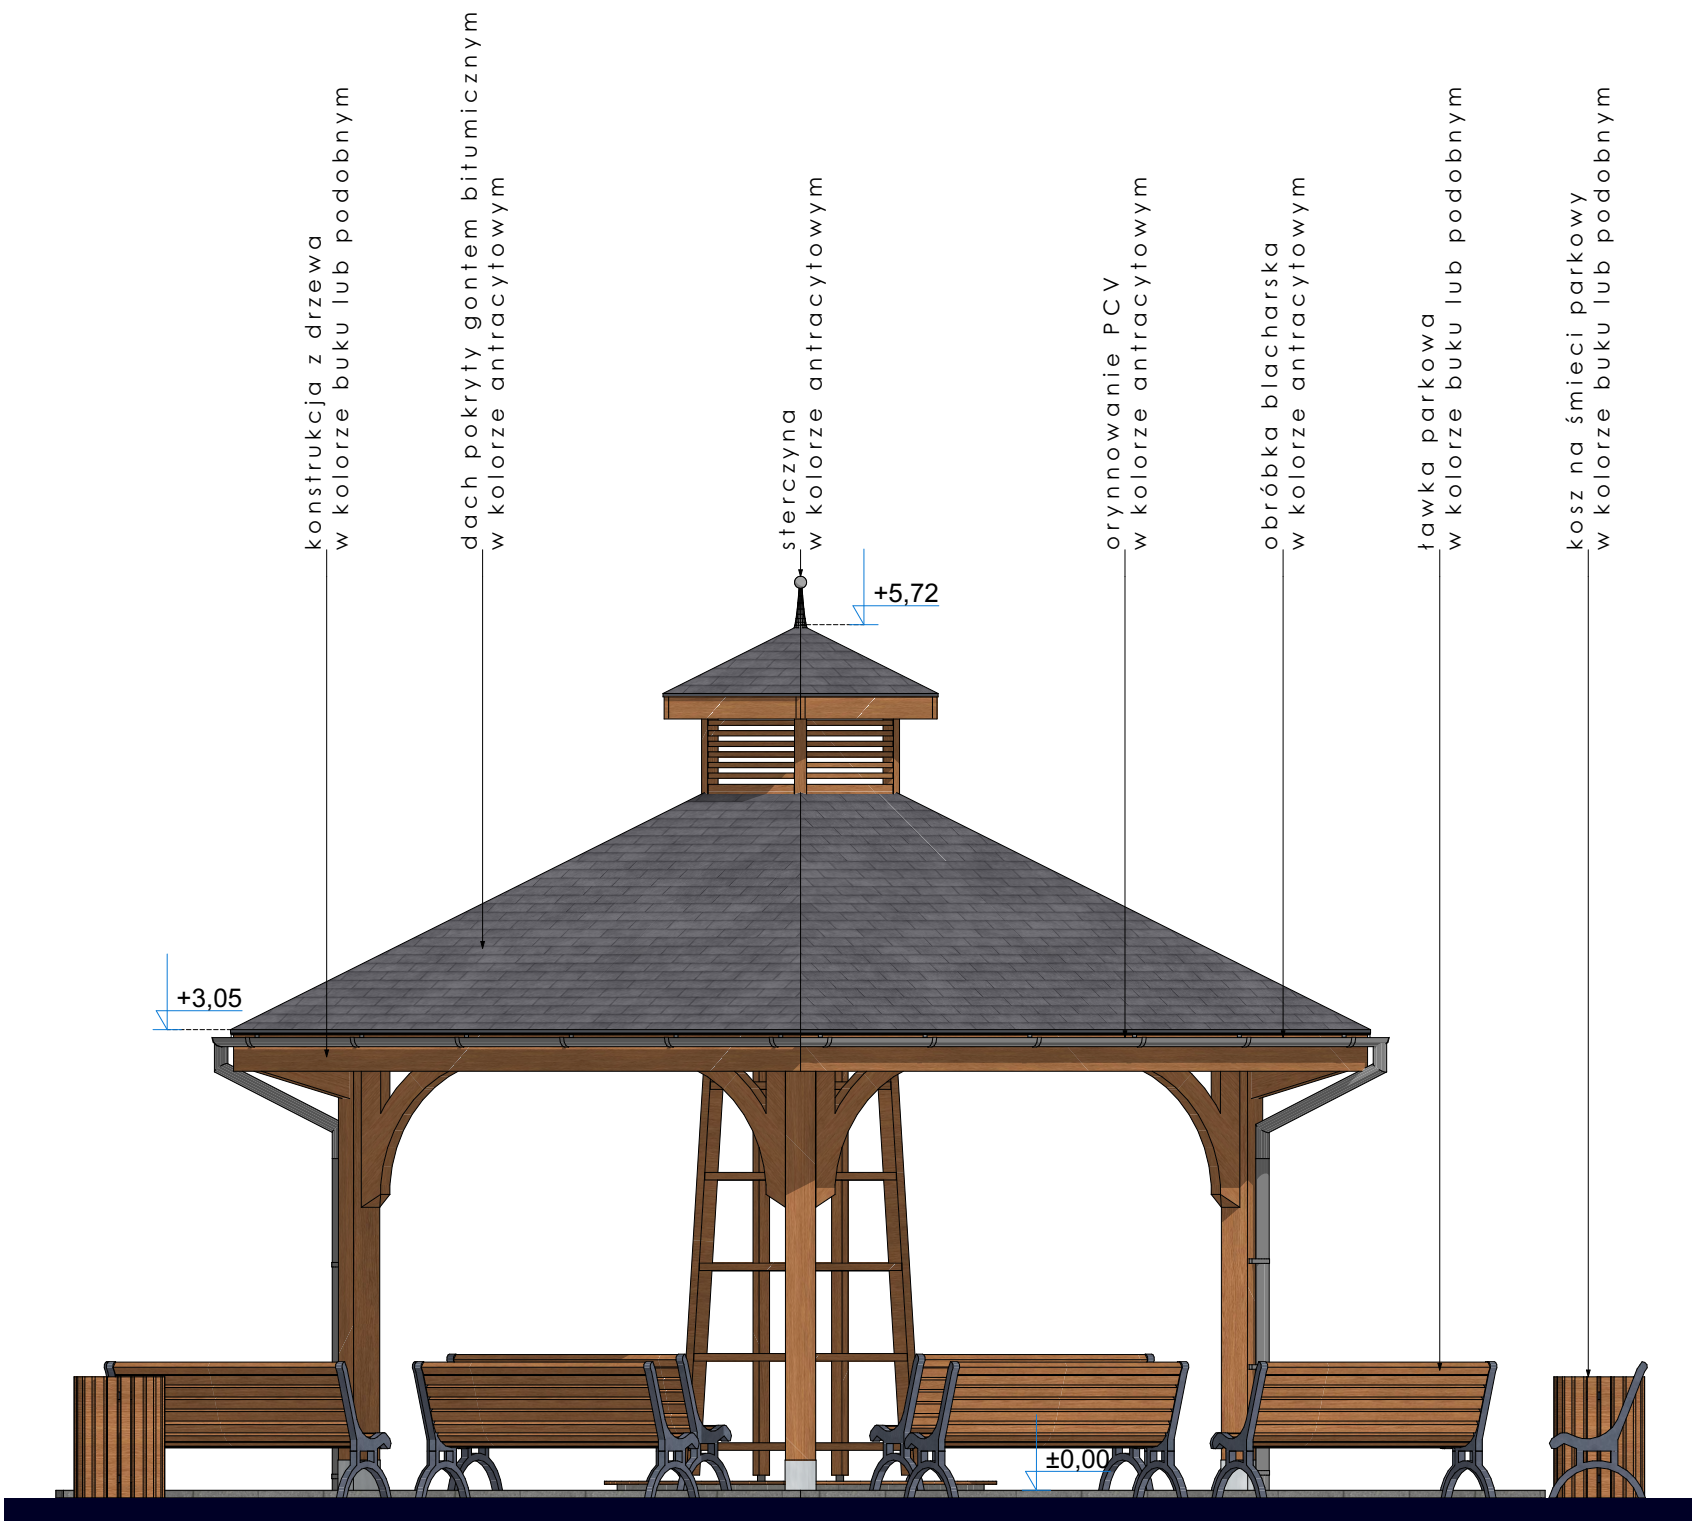 konstrukcja z drzewa
w kolorze buku lub podobnym
dach pokryty gontem bitumicznym
w kolorze antracytowym
sterczyna
w kolorze antracytowym
orynnowanie PCV
w kolorze antracytowym
obróbka blacharska
w kolorze antracytowym
ławka parkowa
w kolorze buku lub podobnym
kosz na śmieci parkowy
w kolorze buku lub podobnym
+5,72
+3,05
±0,00